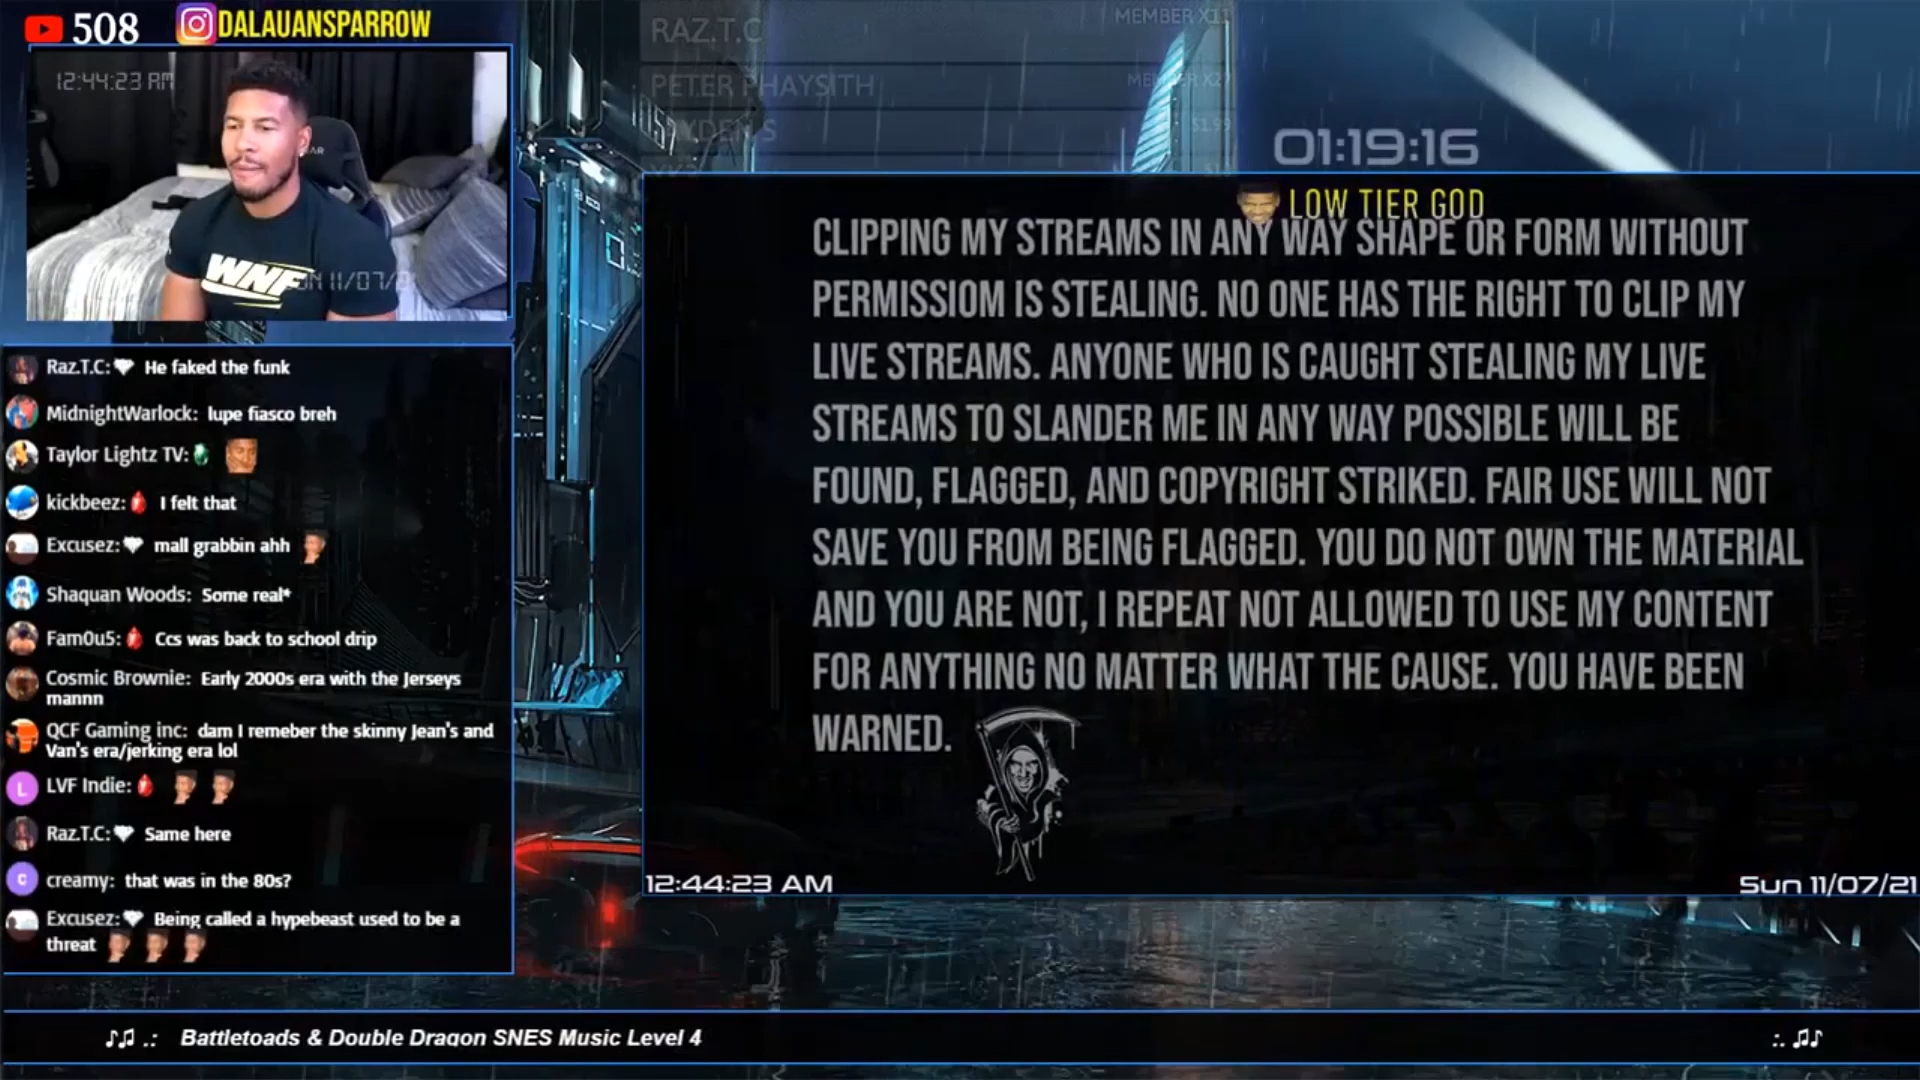 508
DALAUANSPARROW
12:44:23 AM
WNF
RAZ.T.C
MEMBER
PETER PHAYSITH
01:19:16
LOW TIER GOD
CLIPPING MY STREAMS IN ANY WAY SHAPE OR FORM WITHOUT
PERMISSIOM IS STEALING. NO ONE HAS THE RIGHT TO CLIP MY
LIVE STREAMS. ANYONE WHO IS CAUGHT STEALING MY LIVE
STREAMS TO SLANDER ME IN ANY WAY POSSIBLE WILL BE
FOUND, FLAGGED, AND COPYRIGHT STRIKED. FAIR USE WILL NOT
SAVE YOU FROM BEING FLAGGED. YOU DO NOT OWN THE MATERIAL
AND YOU ARE NOT, I REPEAT NOT ALLOWED TO USE MY CONTENT
FOR ANYTHING NO MATTER WHAT THE CAUSE. YOU HAVE BEEN
WARNED.
12:44:23 AM
Sun 11/07/21
Raz.T.C: He faked the funk
MidnightWarlock: lupe fiasco breh
Taylor Lightz TV:
kickbeez: I felt that
Excusez: mall grabbin ahh
Shaquan Woods: Some real*
Fam0u5: Ccs was back to school drip
Cosmic Brownie: Early 2000s era with the Jerseys
mannn
QCF Gaming inc: dam I remeber the skinny Jean's and
Van's era/jerking era lol
L
LVF Indie:
Raz.T.C: Same here
C
creamy: that was in the 80s?
Excusez: Being called a hypebeast used to be a
threat
♪♫ .: Battletoads & Double Dragon SNES Music Level 4 :. ♫♪